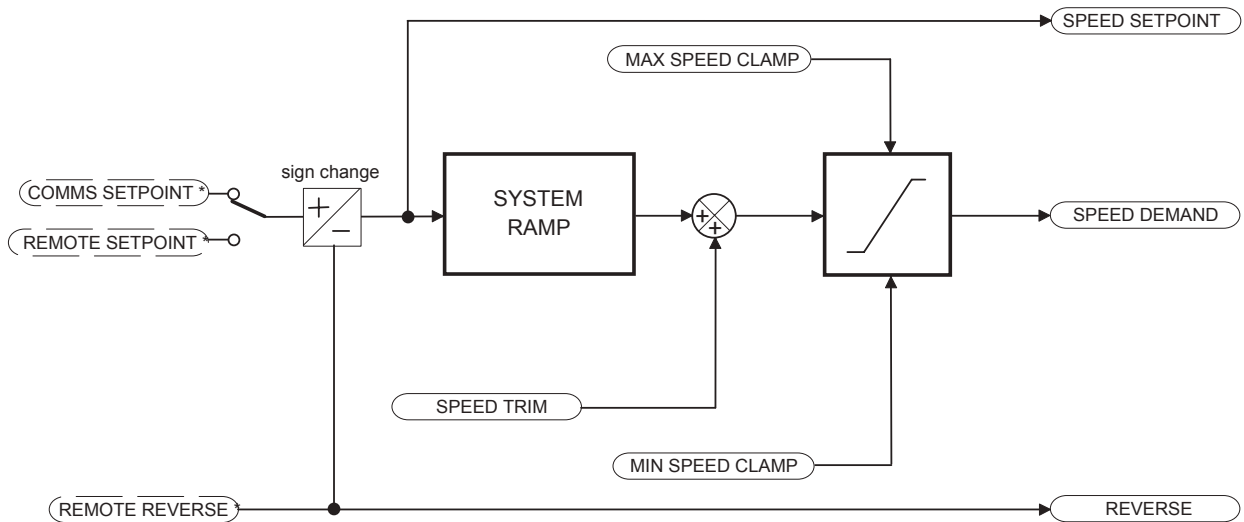 SPEED SETPOINT
MAX SPEED CLAMP
sign change
COMMS SETPOINT *
+
−
SYSTEM
RAMP
+
+
SPEED DEMAND
REMOTE SETPOINT *
SPEED TRIM
MIN SPEED CLAMP
REMOTE REVERSE *
REVERSE